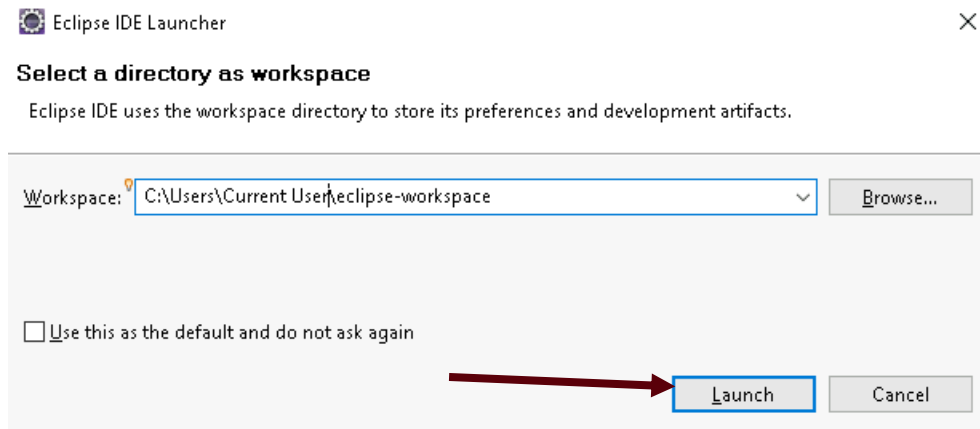 Eclipse IDE Launcher
Select a directory as workspace
Eclipse IDE uses the workspace directory to store its preferences and development artifacts.
Workspace: C:\Users\Current User\eclipse-workspace Browse...
Use this as the default and do not ask again
Launch Cancel